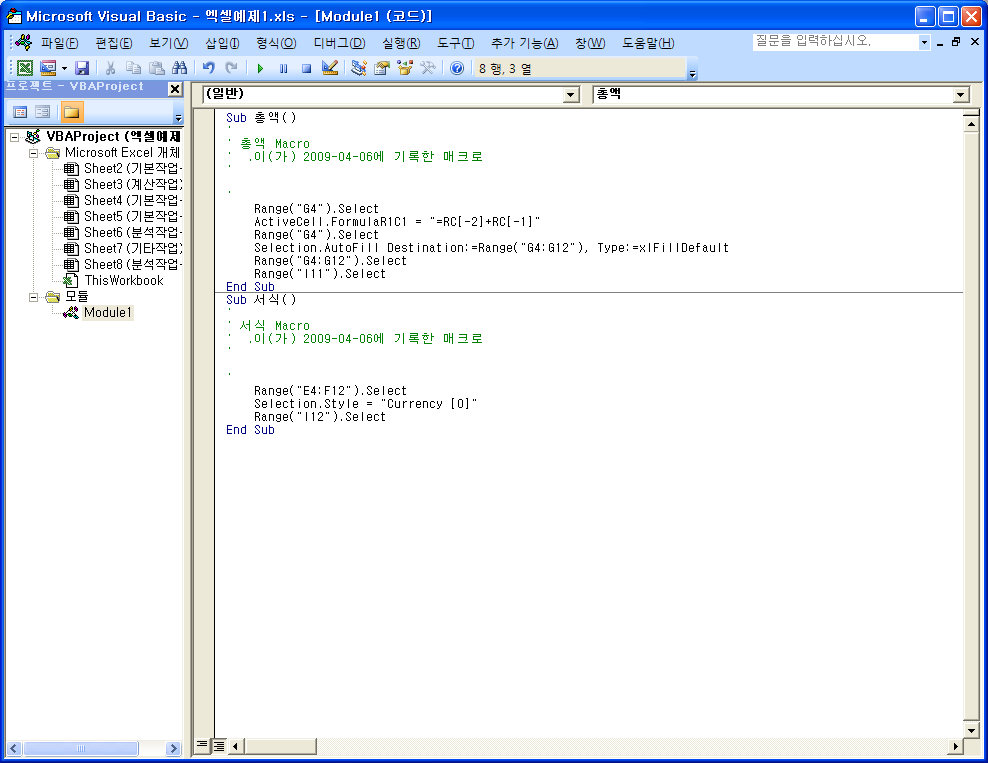 Microsoft Visual Basic - 엑셀예제1.xls - [Module1 (코드)]
파일(F) 편집(E) 보기(V) 삽입(I) 형식(O) 디버그(D) 실행(R) 도구(T) 추가 기능(A) 창(W) 도움말(H) 질문을 입력하십시오.
8 행, 3 열
프로젝트 - VBAProject
(일반) 총액
VBAProject (엑셀예제
Microsoft Excel 개체
Sheet2 (기본작업-
Sheet3 (계산작업)
Sheet4 (기본작업-
Sheet5 (기본작업-
Sheet6 (분석작업-
Sheet7 (기타작업)
Sheet8 (분석작업-
ThisWorkbook
모듈
Module1
Sub 총액()
'
' 총액 Macro
' .이(가) 2009-04-06에 기록한 매크로
'
'
Range("G4").Select
ActiveCell.FormulaR1C1 = "=RC[-2]+RC[-1]"
Range("G4").Select
Selection.AutoFill Destination:=Range("G4:G12"), Type:=xlFillDefault
Range("G4:G12").Select
Range("I11").Select
End Sub
Sub 서식()
'
' 서식 Macro
' .이(가) 2009-04-06에 기록한 매크로
'
'
Range("E4:F12").Select
Selection.Style = "Currency [0]"
Range("I12").Select
End Sub